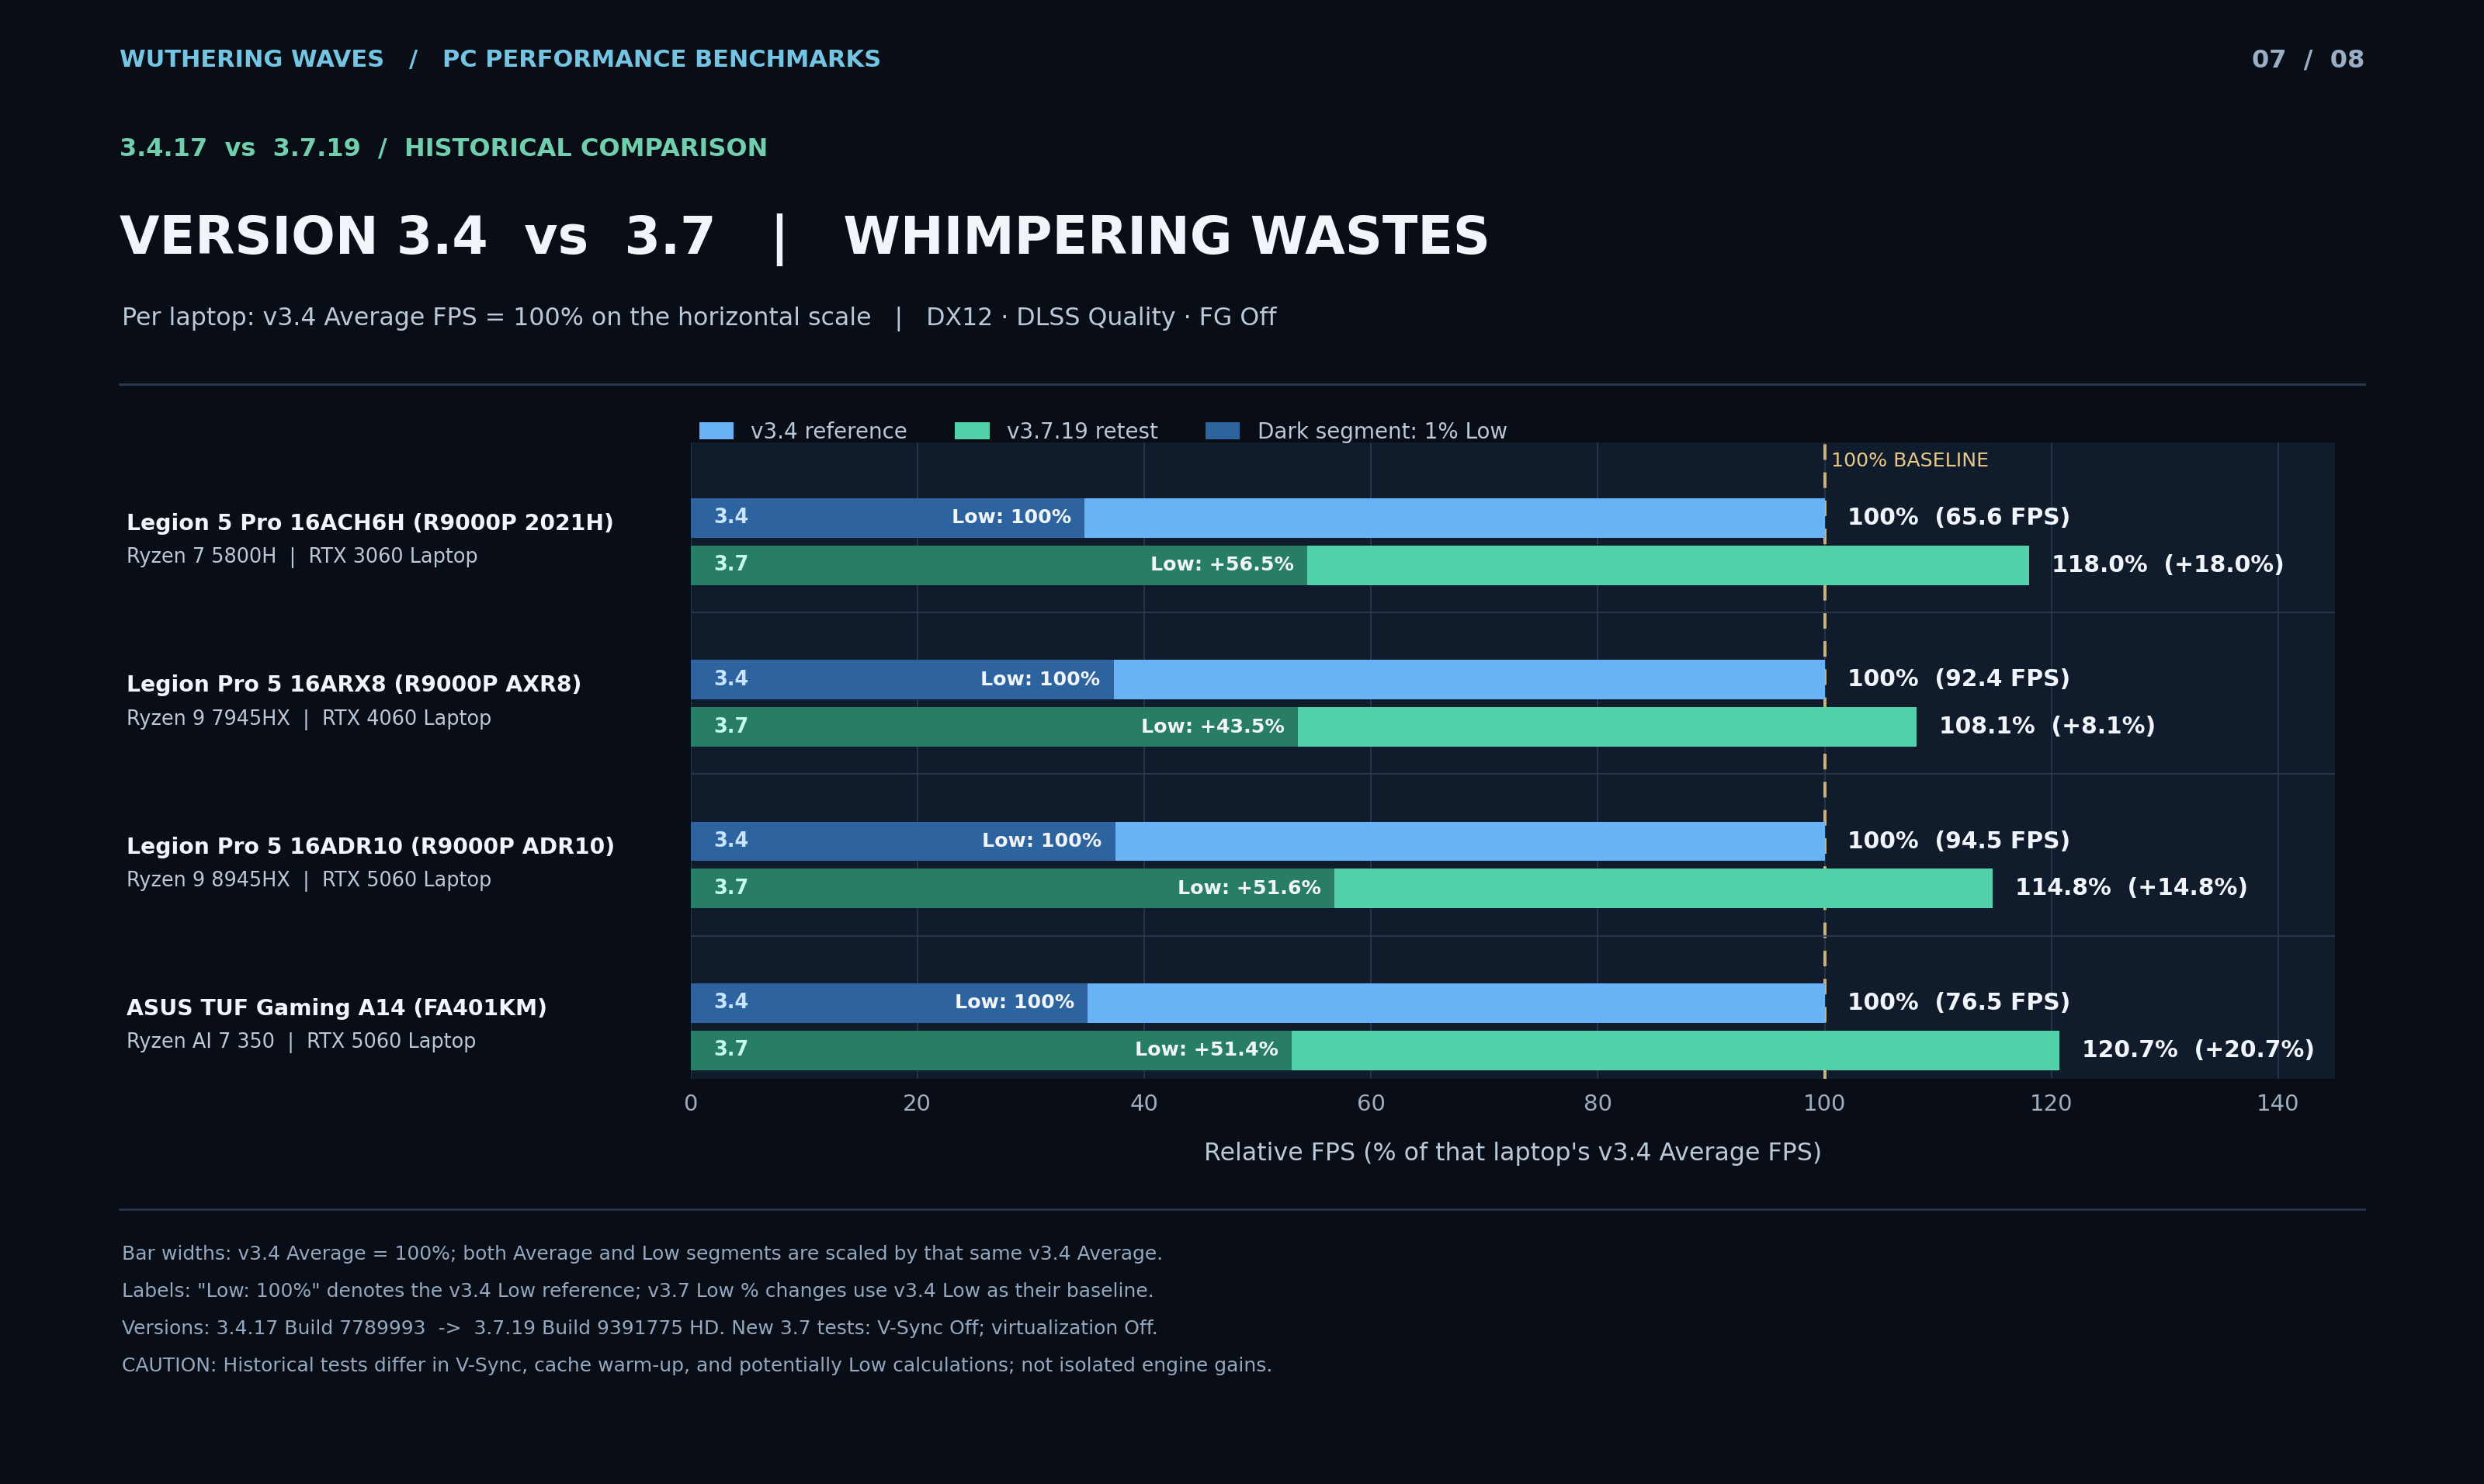 WUTHERING WAVES / PC PERFORMANCE BENCHMARKS
07 / 08
3.4.17 vs 3.7.19 / HISTORICAL COMPARISON
VERSION 3.4 vs 3.7 | WHIMPERING WASTES
Per laptop: v3.4 Average FPS = 100% on the horizontal scale | DX12 · DLSS Quality · FG Off
v3.4 reference
v3.7.19 retest
Dark segment: 1% Low
100% BASELINE
Legion 5 Pro 16ACH6H (R9000P 2021H)
Ryzen 7 5800H | RTX 3060 Laptop
3.4
Low: 100%
100% (65.6 FPS)
3.7
Low: +56.5%
118.0% (+18.0%)
Legion Pro 5 16ARX8 (R9000P AXR8)
Ryzen 9 7945HX | RTX 4060 Laptop
3.4
Low: 100%
100% (92.4 FPS)
3.7
Low: +43.5%
108.1% (+8.1%)
Legion Pro 5 16ADR10 (R9000P ADR10)
Ryzen 9 8945HX | RTX 5060 Laptop
3.4
Low: 100%
100% (94.5 FPS)
3.7
Low: +51.6%
114.8% (+14.8%)
ASUS TUF Gaming A14 (FA401KM)
Ryzen AI 7 350 | RTX 5060 Laptop
3.4
Low: 100%
100% (76.5 FPS)
3.7
Low: +51.4%
120.7% (+20.7%)
0 20 40 60 80 100 120 140
Relative FPS (% of that laptop's v3.4 Average FPS)
Bar widths: v3.4 Average = 100%; both Average and Low segments are scaled by that same v3.4 Average.
Labels: "Low: 100%" denotes the v3.4 Low reference; v3.7 Low % changes use v3.4 Low as their baseline.
Versions: 3.4.17 Build 7789993 -> 3.7.19 Build 9391775 HD. New 3.7 tests: V-Sync Off; virtualization Off.
CAUTION: Historical tests differ in V-Sync, cache warm-up, and potentially Low calculations; not isolated engine gains.